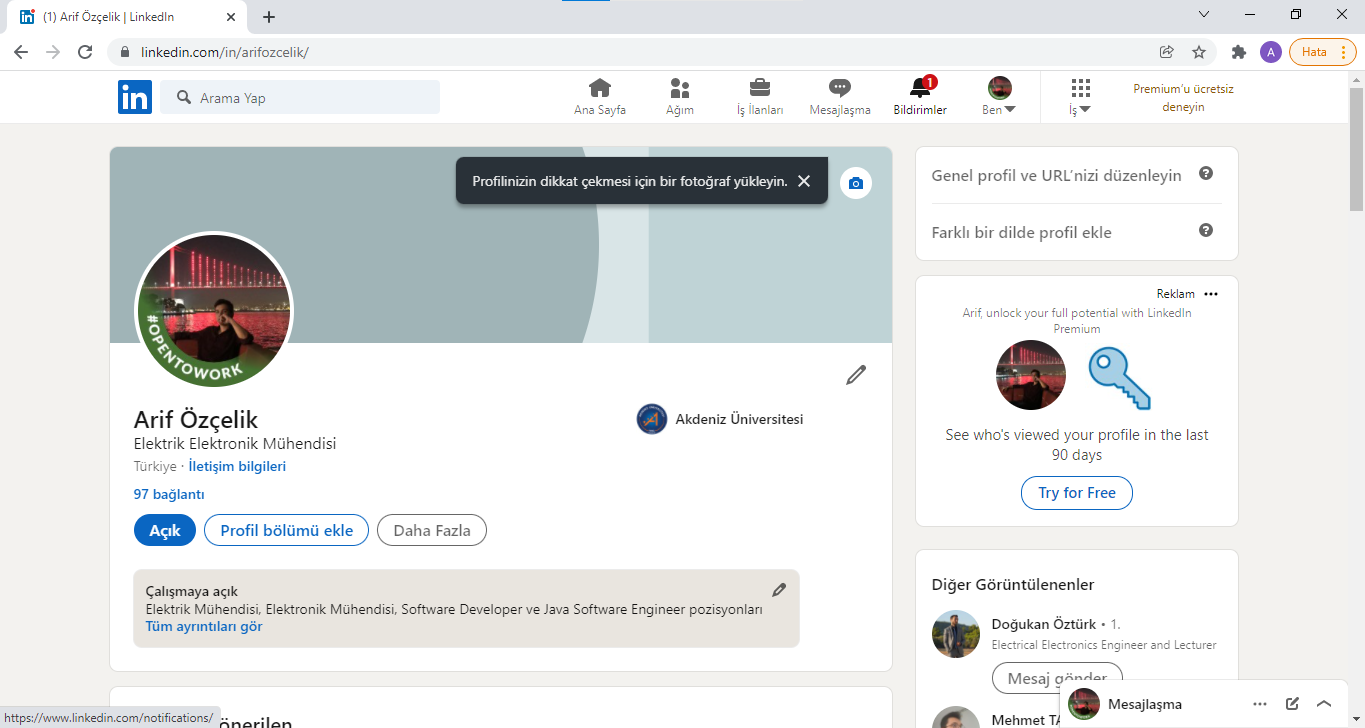 (1) Arif Özçelik | LinkedIn
linkedin.com/in/arifozcelik/
A
Hata
in
Arama Yap
Ana Sayfa
Ağım
İş İlanları
Mesajlaşma
1
Bildirimler
Ben
İş
Premium'u ücretsiz
deneyin
Profilinizin dikkat çekmesi için bir fotoğraf yükleyin.
#OPENTOWORK
Arif Özçelik
Akdeniz Üniversitesi
Elektrik Elektronik Mühendisi
Türkiye · İletişim bilgileri
97 bağlantı
Açık
Profil bölümü ekle
Daha Fazla
Çalışmaya açık
Elektrik Mühendisi, Elektronik Mühendisi, Software Developer ve Java Software Engineer pozisyonları
Tüm ayrıntıları gör
Genel profil ve URL'nizi düzenleyin
Farklı bir dilde profil ekle
Reklam
Arif, unlock your full potential with LinkedIn
Premium
See who's viewed your profile in the last
90 days
Try for Free
Diğer Görüntülenenler
Doğukan Öztürk • 1.
Electrical Electronics Engineer and Lecturer
Mesaj gönder
Mehmet
Mesajlaşma
https://www.linkedin.com/notifications/